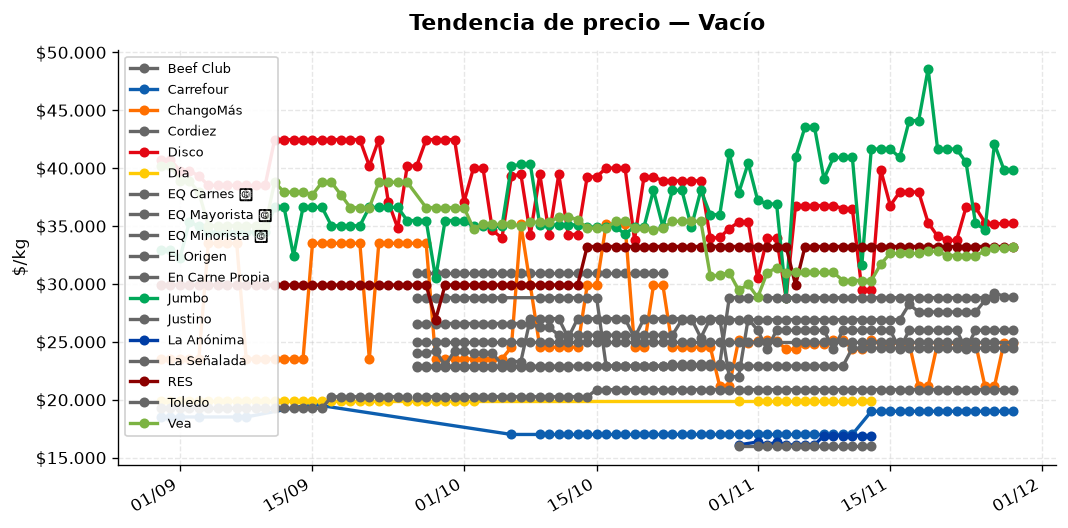 Tendencia de precio — Vacío
$/kg
$50.000
$45.000
$40.000
$35.000
$30.000
$25.000
$20.000
$15.000
Beef Club
Carrefour
ChangoMás
Cordiez
Disco
Día
EQ Carnes
EQ Mayorista
EQ Minorista
El Origen
En Carne Propia
Jumbo
Justino
La Anónima
La Señalada
RES
Toledo
Vea
01/09
15/09
01/10
15/10
01/11
15/11
01/12